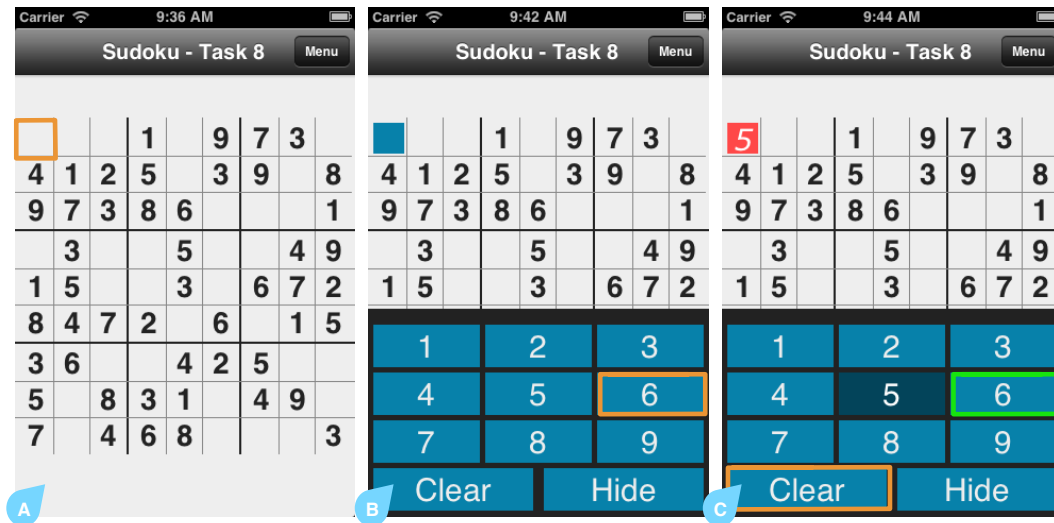 Carrier 9:36 AM
Sudoku - Task 8 Menu
1 9 7 3
4 1 2 5 3 9 8
9 7 3 8 6 1
3 5 4 9
1 5 3 6 7 2
8 4 7 2 6 1 5
3 6 4 2 5
5 8 3 1 4 9
7 4 6 8 3
A
Carrier 9:42 AM
Sudoku - Task 8 Menu
1 9 7 3
4 1 2 5 3 9 8
9 7 3 8 6 1
3 5 4 9
1 5 3 6 7 2
1 2 3
4 5 6
7 8 9
Clear Hide
B
Carrier 9:44 AM
Sudoku - Task 8 Menu
5 1 9 7 3
4 1 2 5 3 9 8
9 7 3 8 6 1
3 5 4 9
1 5 3 6 7 2
1 2 3
4 5 6
7 8 9
Clear Hide
C